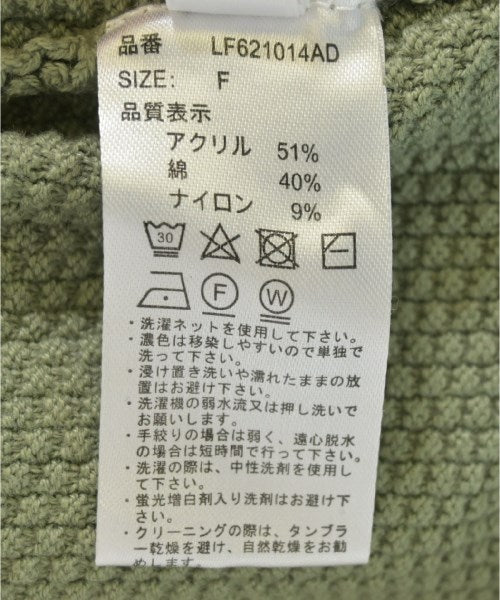 品番 LF621014AD
SIZE: F
品質表示
アクリル 51%
綿 40%
ナイロン 9%
30
F W
・洗濯ネットを使用して下さい。
・濃色は移染しやすいので単独で
洗って下さい。
・浸け置き洗いや濡れたままの放
置はお避け下さい。
・洗濯機の弱水流又は押し洗いで
お願いします。
・手絞りの場合は弱く、遠心脱水
の場合は短時間で行って下さい。
・洗濯の際は、中性洗剤を使用し
て下さい。
・蛍光増白剤入り洗剤はお避け下
さい。
・クリーニングの際は、タンブラ
ー乾燥を避け、自然乾燥をお勧
めします。